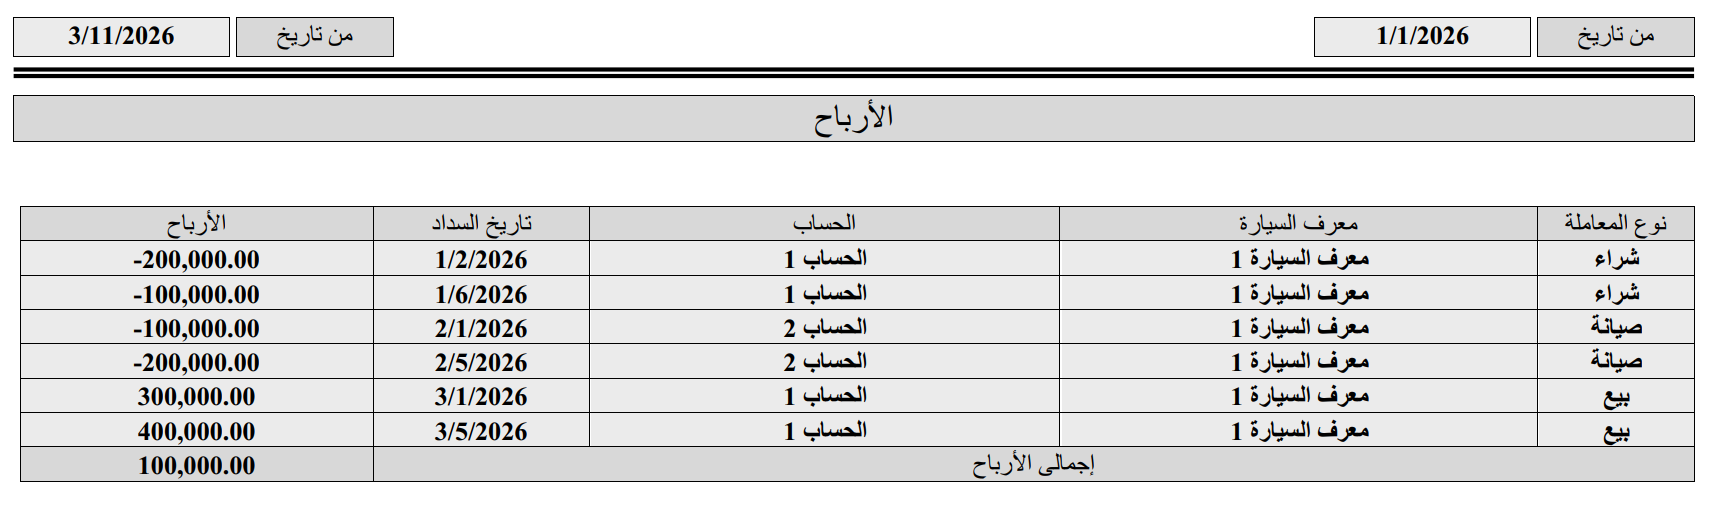 من تاريخ 1/1/2026 من تاريخ 3/11/2026
الأرباح
نوع المعاملة معرف السيارة الحساب تاريخ السداد الأرباح
شراء معرف السيارة 1 الحساب 1 1/2/2026 -200,000.00
شراء معرف السيارة 1 الحساب 1 1/6/2026 -100,000.00
صيانة معرف السيارة 1 الحساب 2 2/1/2026 -100,000.00
صيانة معرف السيارة 1 الحساب 2 2/5/2026 -200,000.00
بيع معرف السيارة 1 الحساب 1 3/1/2026 300,000.00
بيع معرف السيارة 1 الحساب 1 3/5/2026 400,000.00
إجمالى الأرباح 100,000.00